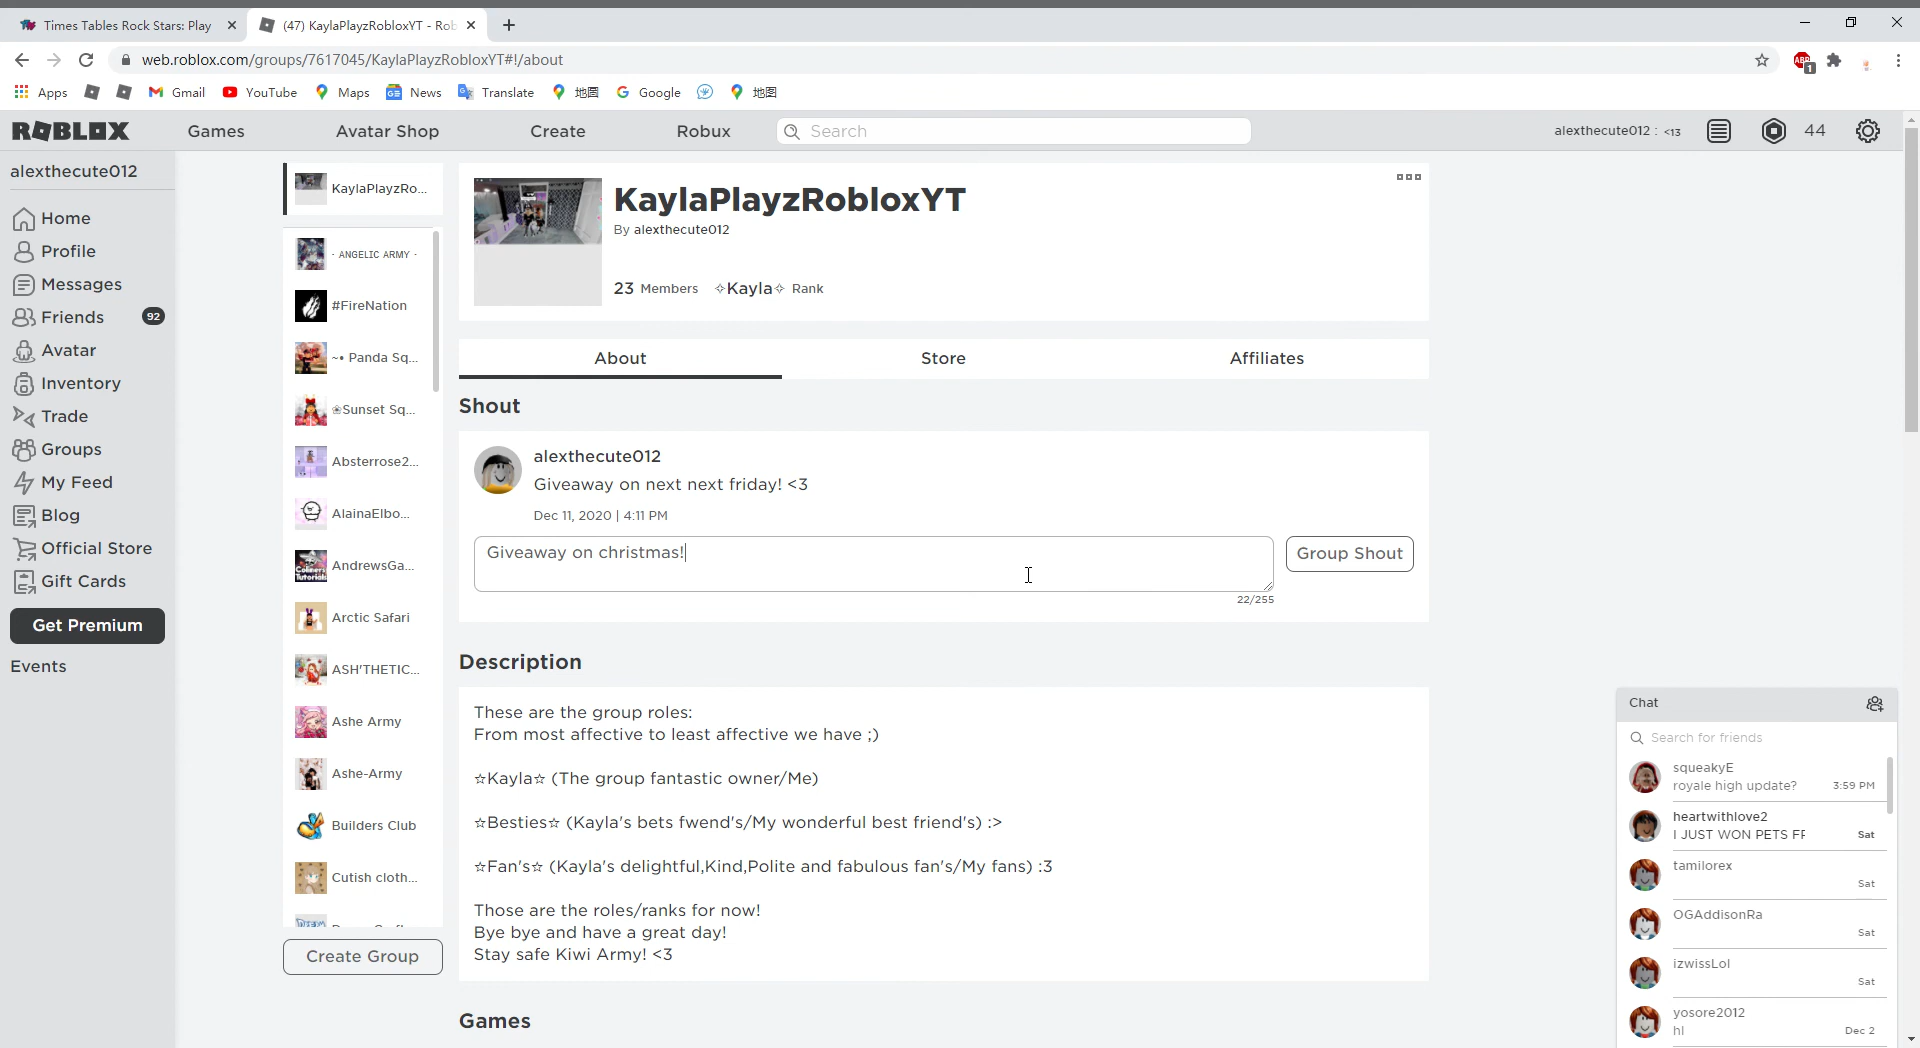 Times Tables Rock Stars: Play
(47) KaylaPlayzRobloxYT - Rob
web.roblox.com/groups/7617045/KaylaPlayzRobloxYT#!/about
ABP
1
Apps
Gmail
YouTube
Maps
News
Translate
地圖
Google
地图
ROBLOX
Games
Avatar Shop
Create
Robux
Search
alexthecute012 : <13
44
alexthecute012
Home
Profile
Messages
Friends 92
Avatar
Inventory
Trade
Groups
My Feed
Blog
Official Store
Gift Cards
Get Premium
Events
KaylaPlayzRo...
· ANGELIC ARMY ·
#FireNation
~• Panda Sq...
❀Sunset Sq...
Absterrose2...
AlainaElbo...
AndrewsGa...
Arctic Safari
ASH'THETIC...
Ashe Army
Ashe-Army
Builders Club
Cutish cloth...
Create Group
KaylaPlayzRobloxYT
By alexthecute012
23 Members ✧Kayla✧ Rank
About
Store
Affiliates
Shout
alexthecute012
Giveaway on next next friday! <3
Dec 11, 2020 | 4:11 PM
Giveaway on christmas!
Group Shout
22/255
Description
These are the group roles:
From most affective to least affective we have ;)
☆Kayla☆ (The group fantastic owner/Me)
☆Besties☆ (Kayla's bets fwend's/My wonderful best friend's) :>
☆Fan's☆ (Kayla's delightful,Kind,Polite and fabulous fan's/My fans) :3
Those are the roles/ranks for now!
Bye bye and have a great day!
Stay safe Kiwi Army! <3
Games
Chat
Search for friends
squeakyE
royale high update? 3:59 PM
heartwithlove2
I JUST WON PETS FF Sat
tamilorex
Sat
OGAddisonRa
Sat
izwissLol
Sat
yosore2012
hI Dec 2